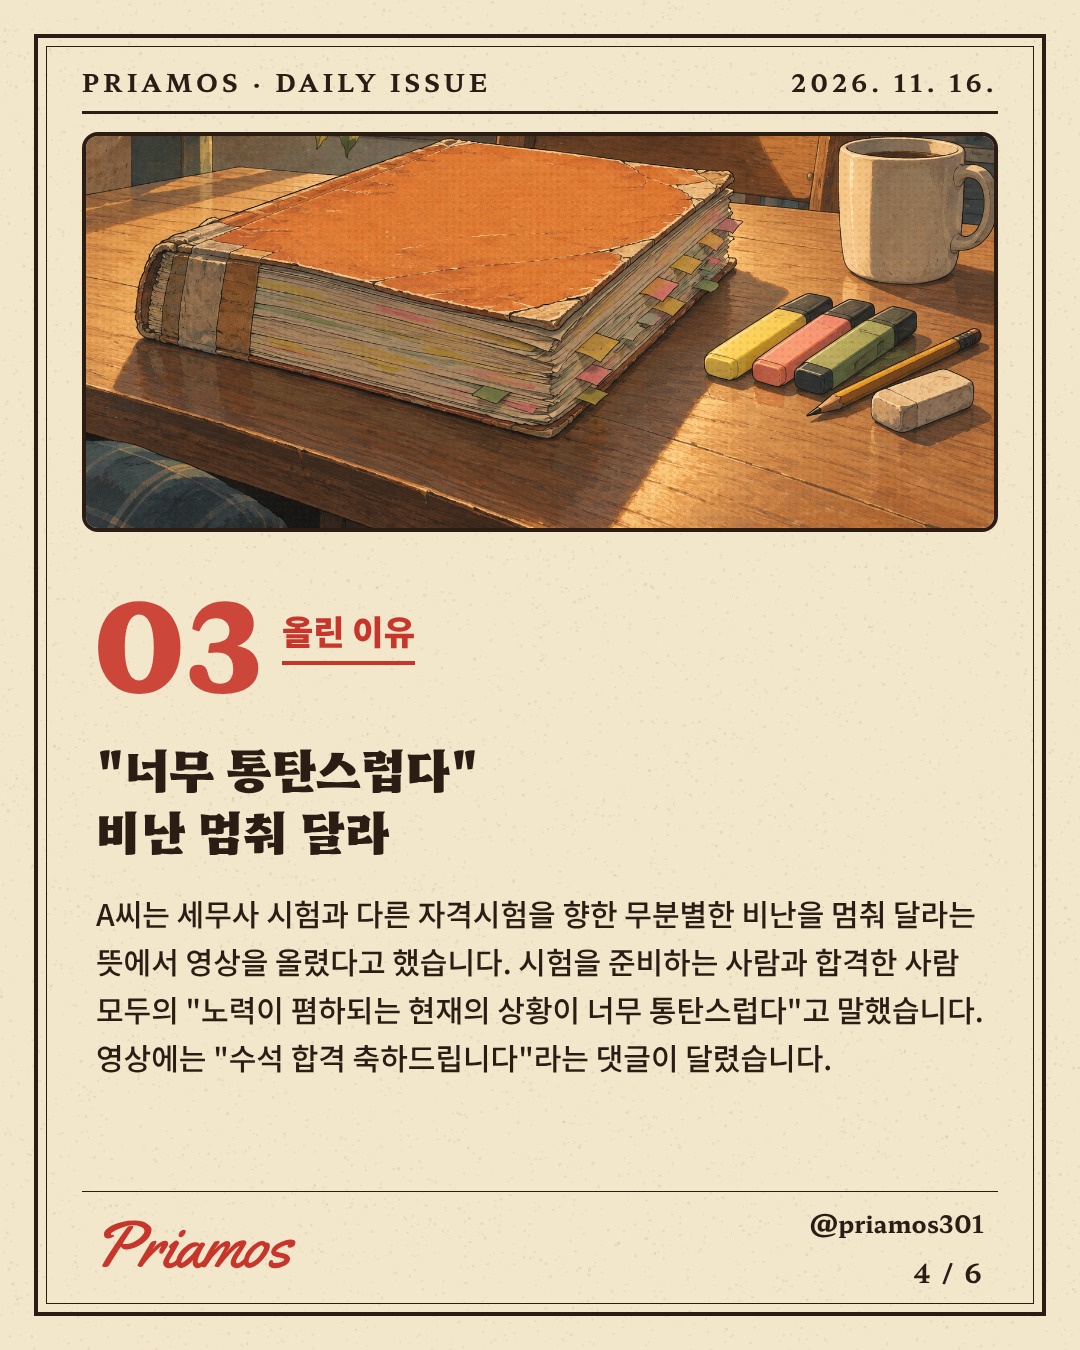 PRIAMOS · DAILY ISSUE
2026. 11. 16.
03
올린 이유
"너무 통탄스럽다"
비난 멈춰 달라
A씨는 세무사 시험과 다른 자격시험을 향한 무분별한 비난을 멈춰 달라는
뜻에서 영상을 올렸다고 했습니다. 시험을 준비하는 사람과 합격한 사람
모두의 "노력이 폄하되는 현재의 상황이 너무 통탄스럽다"고 말했습니다.
영상에는 "수석 합격 축하드립니다"라는 댓글이 달렸습니다.
Priamos
@priamos301
4 / 6